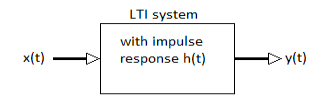 LTI system
with impulse
response h(t)
x(t)
y(t)